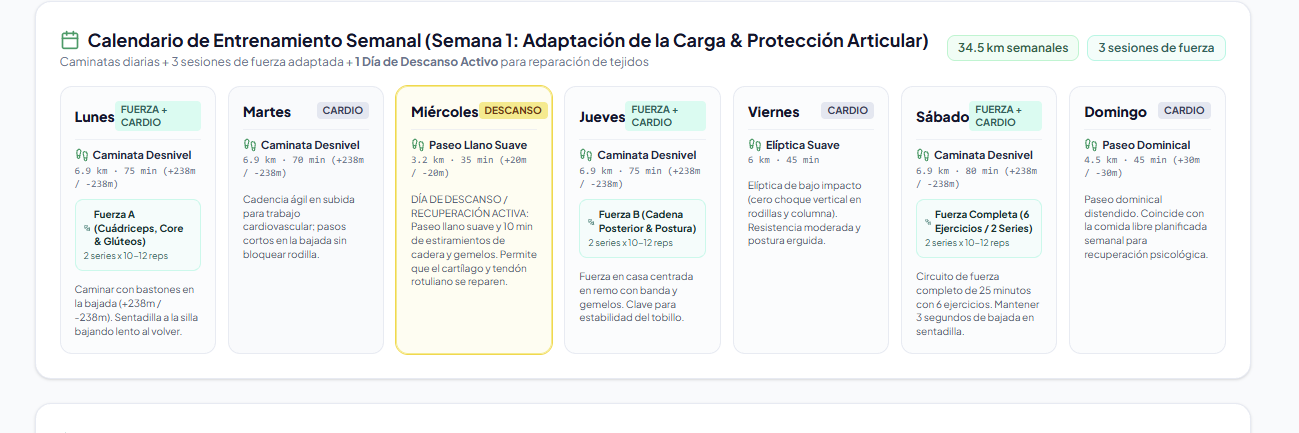 Calendario de Entrenamiento Semanal (Semana 1: Adaptación de la Carga & Protección Articular)
34.5 km semanales
3 sesiones de fuerza
Caminatas diarias + 3 sesiones de fuerza adaptada + 1 Día de Descanso Activo para reparación de tejidos
Lunes
FUERZA +
CARDIO
Caminata Desnivel
6.9 km · 75 min (+238m
/ -238m)
Fuerza A
(Cuádriceps, Core
& Glúteos)
2 series x 10–12 reps
Caminar con bastones en
la bajada (+238m /
-238m). Sentadilla a la silla
bajando lento al volver.
Martes
CARDIO
Caminata Desnivel
6.9 km · 70 min (+238m
/ -238m)
Cadencia ágil en subida
para trabajo
cardiovascular; pasos
cortos en la bajada sin
bloquear rodilla.
Miércoles
DESCANSO
Paseo Llano Suave
3.2 km · 35 min (+20m
/ -20m)
DÍA DE DESCANSO /
RECUPERACIÓN ACTIVA:
Paseo llano suave y 10 min
de estiramientos de
cadera y gemelos. Permite
que el cartílago y tendón
rotuliano se reparen.
Jueves
FUERZA +
CARDIO
Caminata Desnivel
6.9 km · 75 min (+238m
/ -238m)
Fuerza B (Cadena
Posterior & Postura)
2 series x 10–12 reps
Fuerza en casa centrada
en remo con banda y
gemelos. Clave para
estabilidad del tobillo.
Viernes
CARDIO
Elíptica Suave
6 km · 45 min
Elíptica de bajo impacto
(cero choque vertical en
rodillas y columna).
Resistencia moderada y
postura erguida.
Sábado
FUERZA +
CARDIO
Caminata Desnivel
6.9 km · 80 min (+238m
/ -238m)
Fuerza Completa (6
Ejercicios / 2 Series)
2 series x 10–12 reps
Circuito de fuerza
completo de 25 minutos
con 6 ejercicios. Mantener
3 segundos de bajada en
sentadilla.
Domingo
CARDIO
Paseo Dominical
4.5 km · 45 min (+30m
/ -30m)
Paseo dominical
distendido. Coincide con
la comida libre planificada
semanal para
recuperación psicológica.